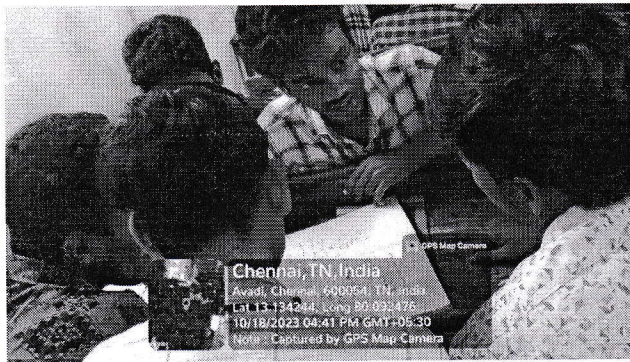 GPS Map Camera
Chennai, TN, India
Avadi, Chennai, 600054, TN, India
Lat 13.134244, Long 80.092476
10/18/2023 04:41 PM GMT+05:30
Note : Captured by GPS Map Camera